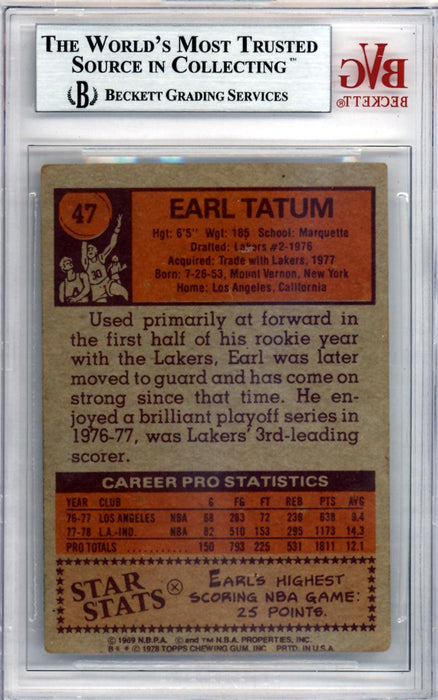 THE WORLD'S MOST TRUSTED
SOURCE IN COLLECTING™
B BECKETT GRADING SERVICES
BVG
BECKETT®
47
EARL TATUM
Hgt: 6'5" Wgt: 185 School: Marquette
Drafted: Lakers #2-1976
Acquired: Trade with Lakers, 1977
Born: 7-26-53, Mount Vernon, New York
Home: Los Angeles, California
30
Used primarily at forward in
the first half of his rookie year
with the Lakers, Earl was later
moved to guard and has come on
strong since that time. He en-
joyed a brilliant playoff series in
1976-77, was Lakers' 3rd-leading
scorer.
CAREER PRO STATISTICS
YEAR CLUB G FG FT REB PTS AVG
76-77 LOS ANGELES NBA 68 283 72 236 638 9.4
77-78 L.A.-IND. NBA 82 510 153 295 1173 14.3
PRO TOTALS 150 793 225 531 1811 12.1
STAR STATS
EARL'S HIGHEST
SCORING NBA GAME:
25 POINTS.
© 1969 N.B.P.A. © and ™ N.B.A. PROPERTIES, INC.
B * * © 1978 TOPPS CHEWING GUM, INC. PRTD. IN U.S.A.